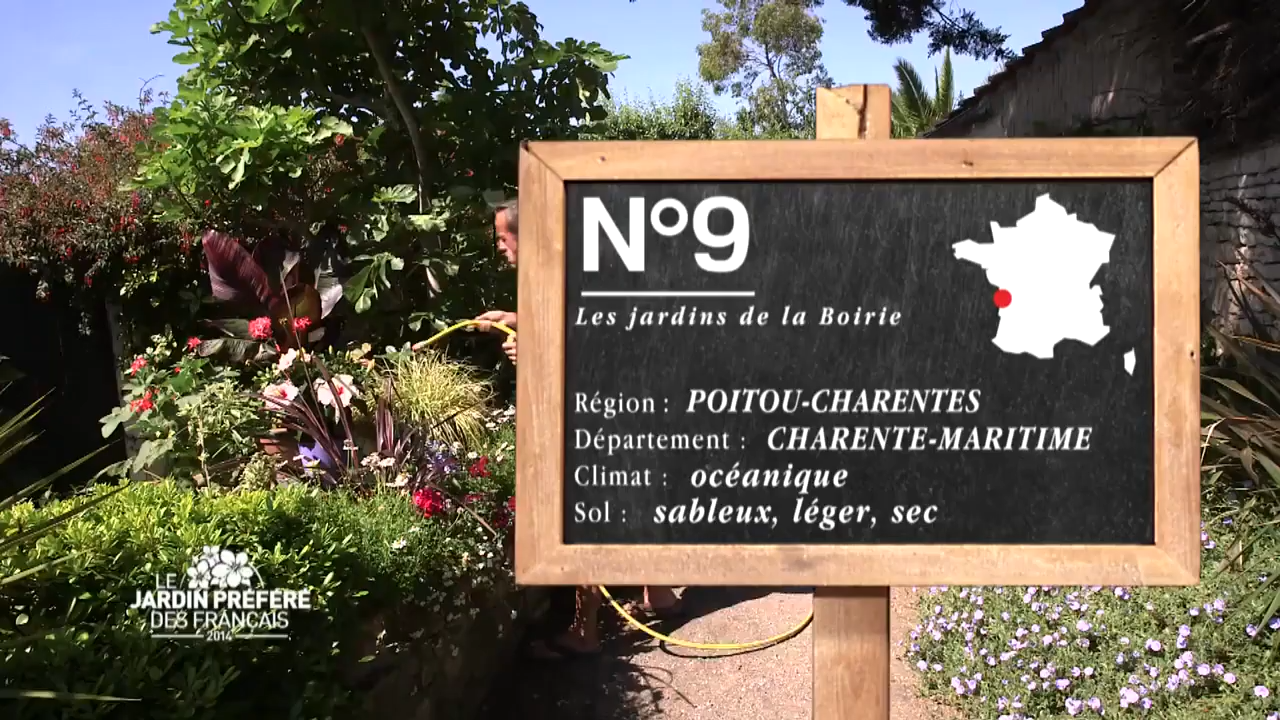 N°9
Les jardins de la Boirie
Région : POITOU-CHARENTES
Département : CHARENTE-MARITIME
Climat : océanique
Sol : sableux, léger, sec
LE
JARDIN PRÉFÉRÉ
DES FRANÇAIS
2014